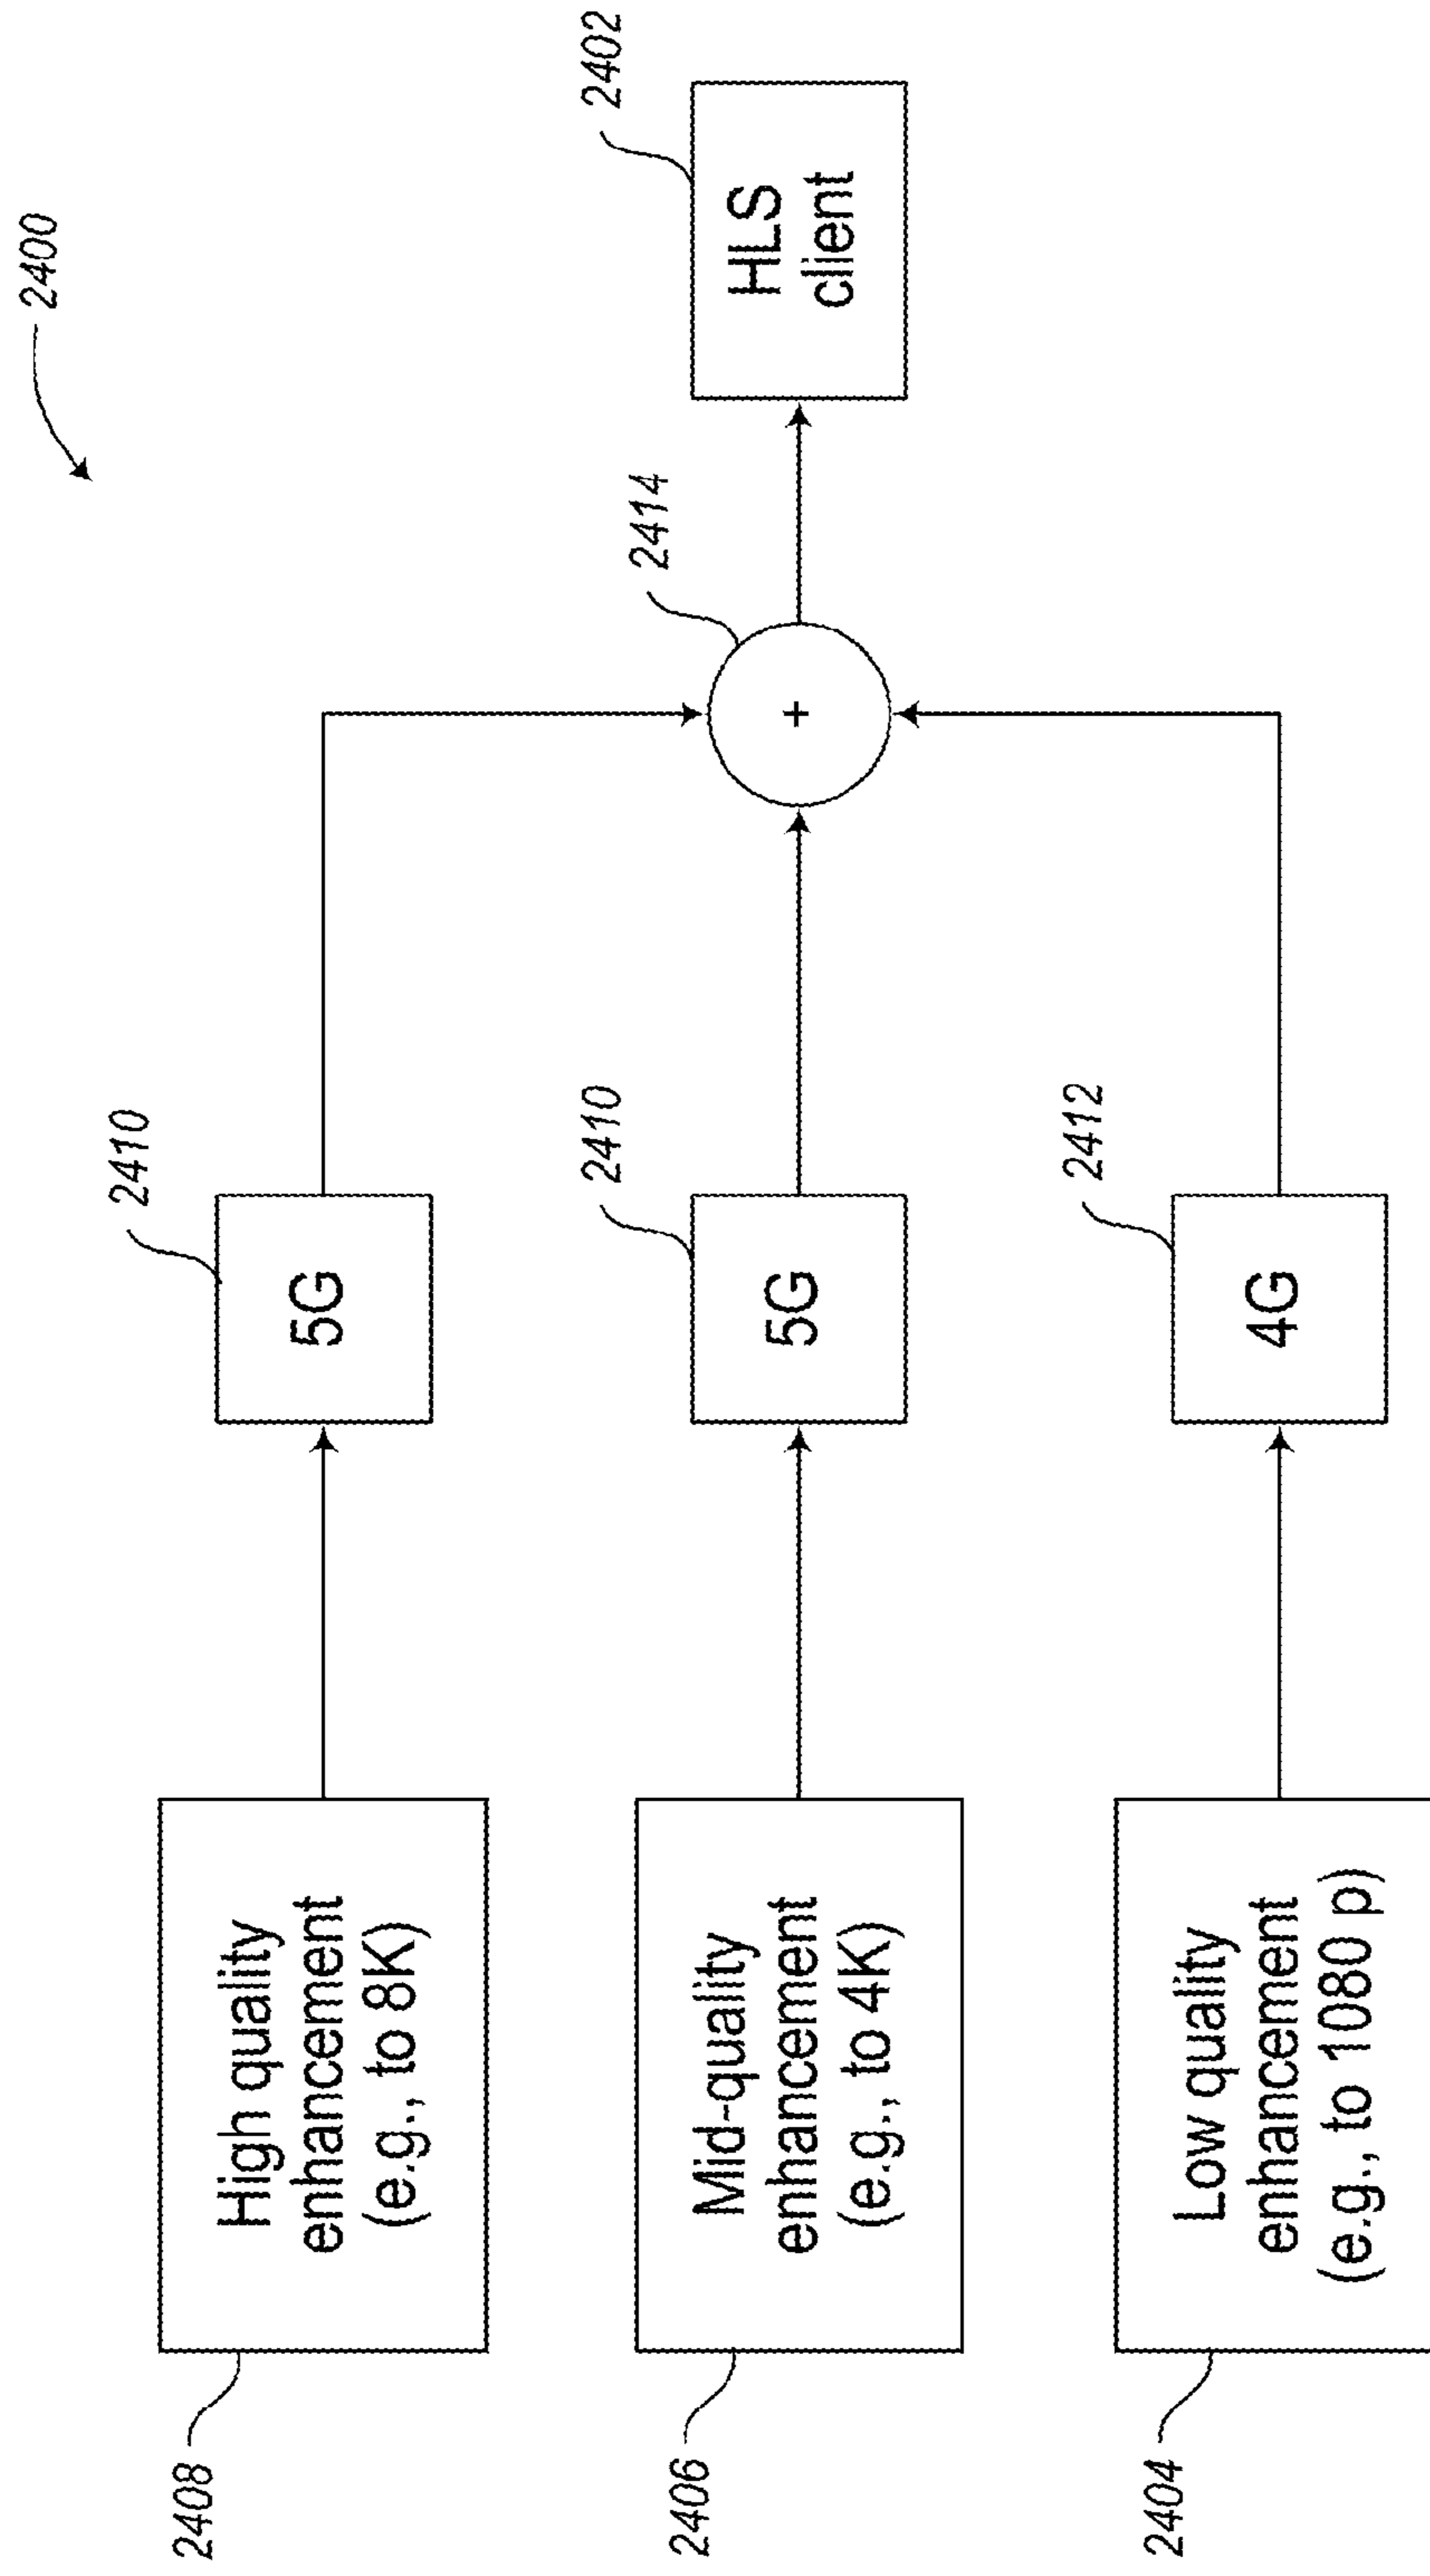 2400
2408
High quality
enhancement
(e.g., to 8K)
2410
5G
2406
Mid-quality
enhancement
(e.g., to 4K)
2410
5G
2414
+
2402
HLS
client
2404
Low quality
enhancement
(e.g., to 1080 p)
2412
4G